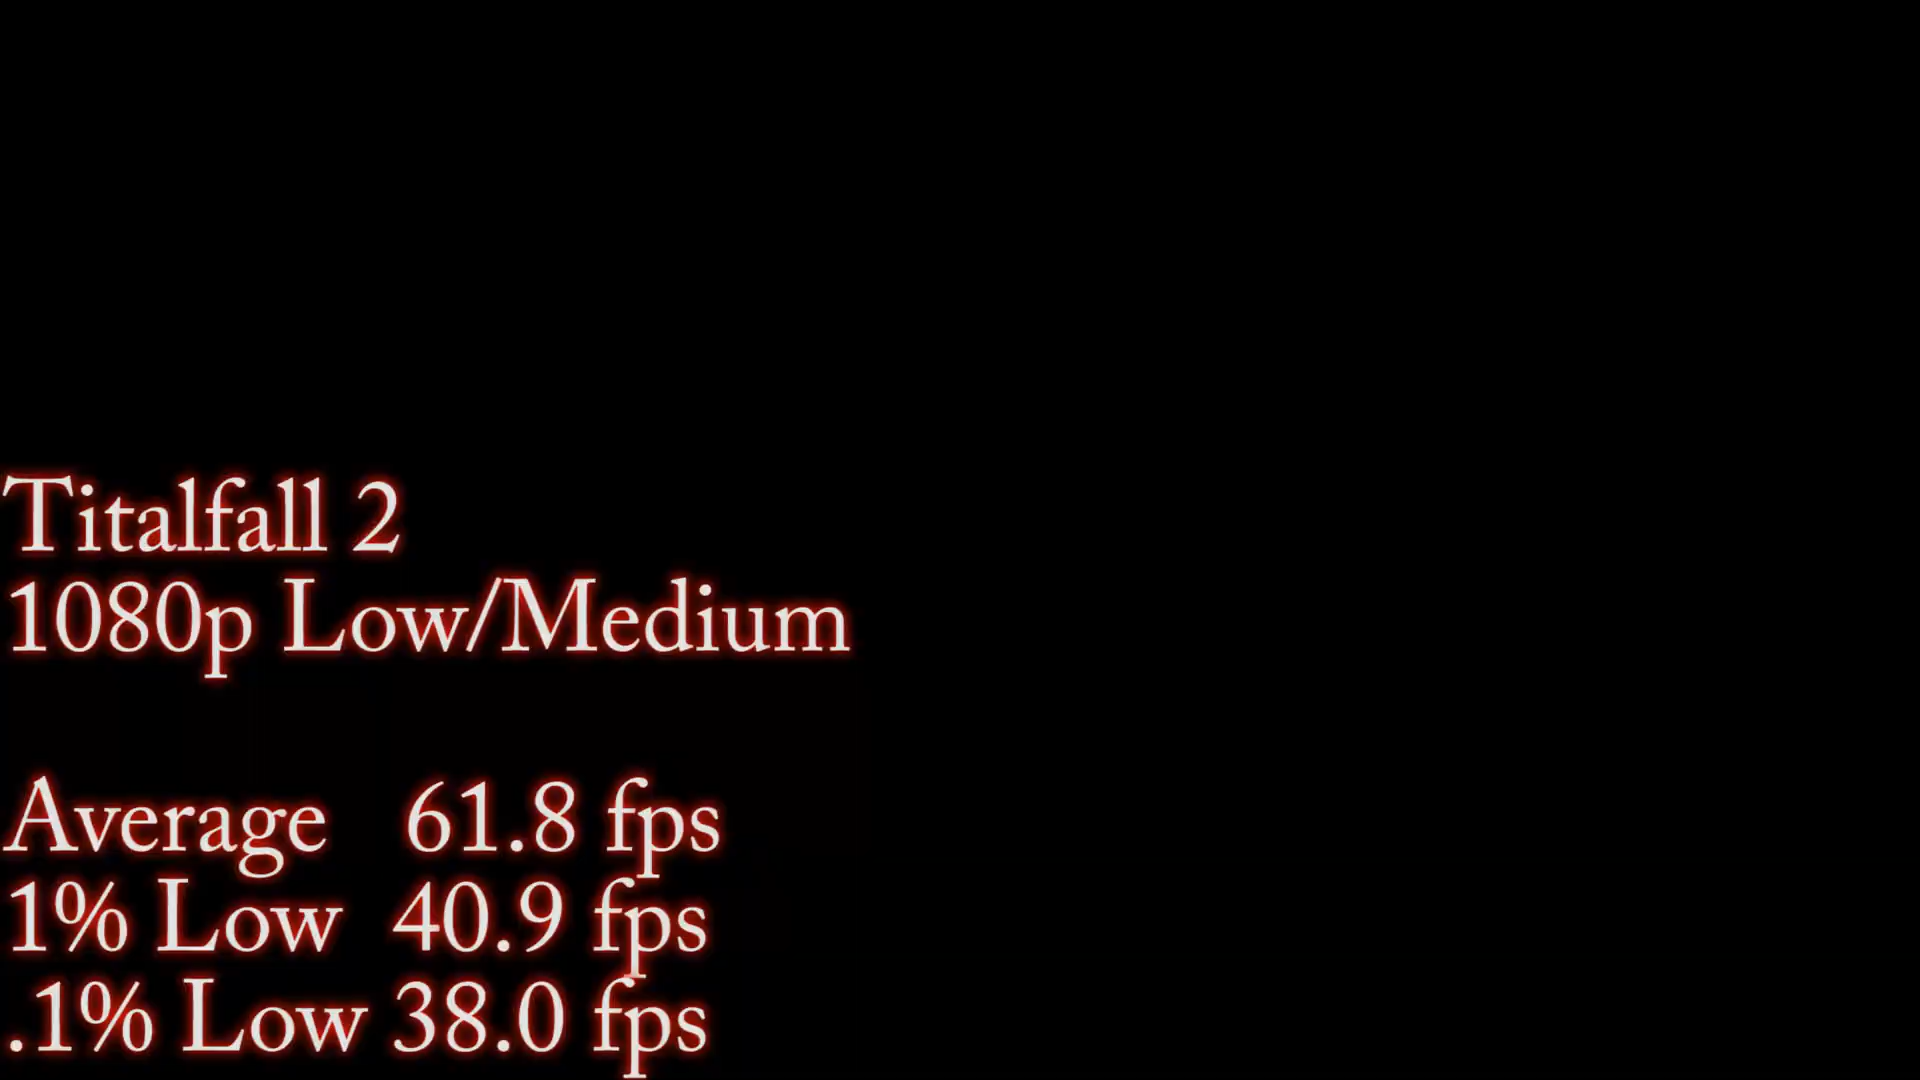 Titalfall 2
1080p Low/Medium
Average 61.8 fps
1% Low 40.9 fps
.1% Low 38.0 fps